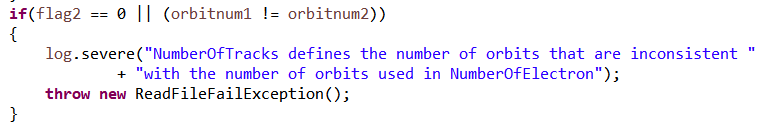 if(flag2 == 0 || (orbitnum1 != orbitnum2))
{
    log.severe("NumberOfTracks defines the number of orbits that are inconsistent "
            + "with the number of orbits used in NumberOfElectron");
    throw new ReadFileFailException();
}